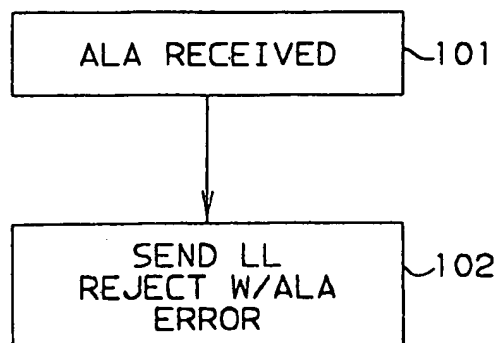 ALA RECEIVED
101
SEND LL
REJECT W/ALA
ERROR
102